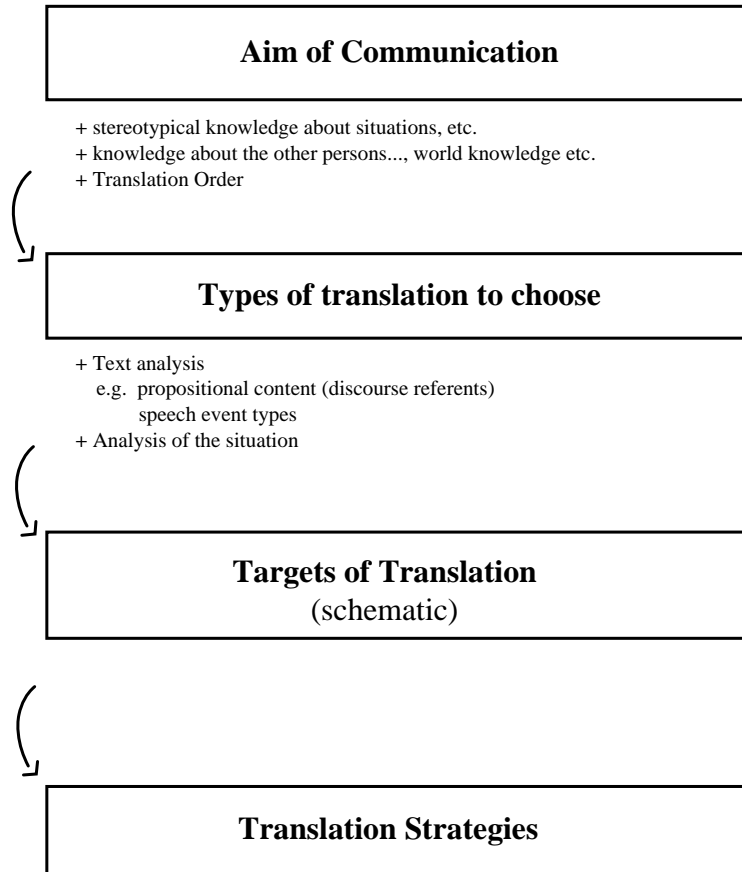 Aim of Communication
+ stereotypical knowledge about situations, etc.
+ knowledge about the other persons..., world knowledge etc.
+ Translation Order
Types of translation to choose
+ Text analysis
e.g. propositional content (discourse referents)
speech event types
+ Analysis of the situation
Targets of Translation
(schematic)
Translation Strategies